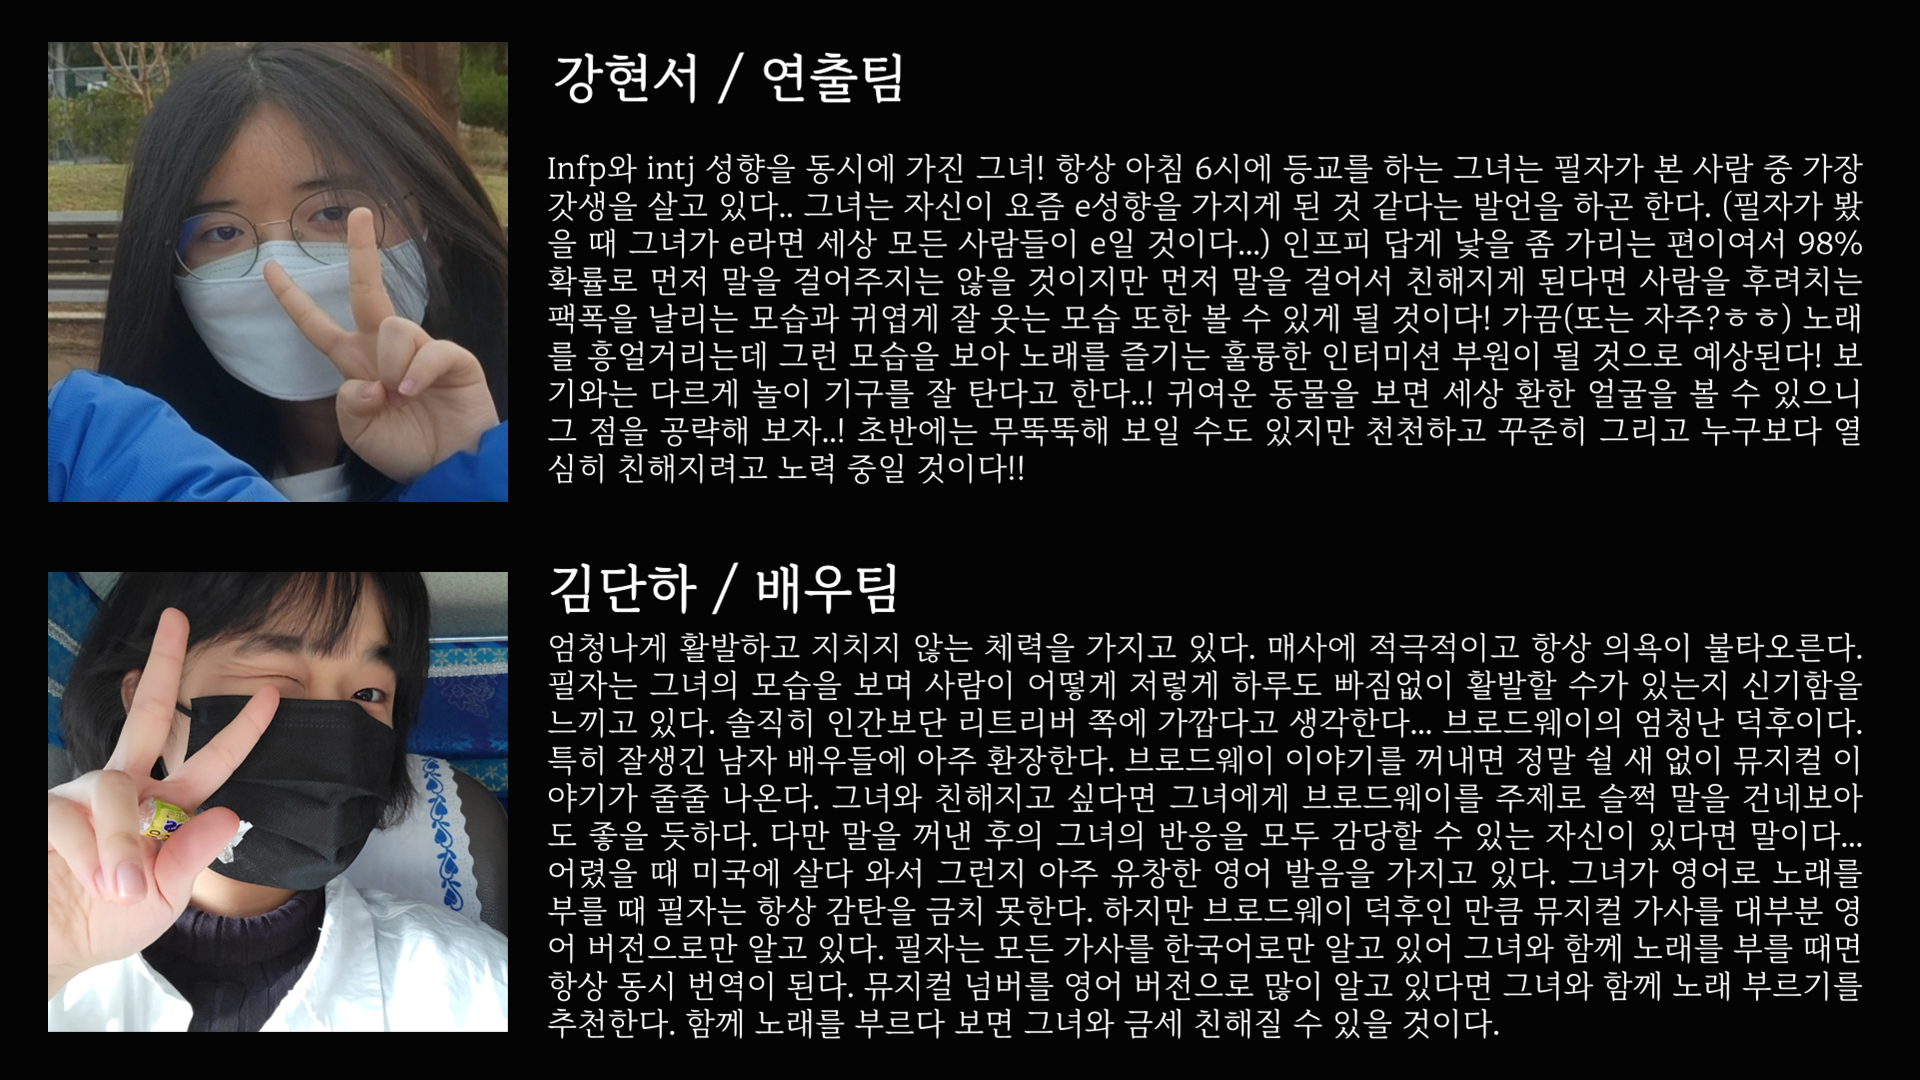 강현서 / 연출팀
Infp와 intj 성향을 동시에 가진 그녀! 항상 아침 6시에 등교를 하는 그녀는 필자가 본 사람 중 가장
갓생을 살고 있다.. 그녀는 자신이 요즘 e성향을 가지게 된 것 같다는 발언을 하곤 한다. (필자가 봤
을 때 그녀가 e라면 세상 모든 사람들이 e일 것이다...) 인프피 답게 낯을 좀 가리는 편이여서 98%
확률로 먼저 말을 걸어주지는 않을 것이지만 먼저 말을 걸어서 친해지게 된다면 사람을 후려치는
팩폭을 날리는 모습과 귀엽게 잘 웃는 모습 또한 볼 수 있게 될 것이다! 가끔(또는 자주?ㅎㅎ) 노래
를 흥얼거리는데 그런 모습을 보아 노래를 즐기는 훌륭한 인터미션 부원이 될 것으로 예상된다! 보
기와는 다르게 놀이 기구를 잘 탄다고 한다..! 귀여운 동물을 보면 세상 환한 얼굴을 볼 수 있으니
그 점을 공략해 보자..! 초반에는 무뚝뚝해 보일 수도 있지만 천천하고 꾸준히 그리고 누구보다 열
심히 친해지려고 노력 중일 것이다!!
김단하 / 배우팀
엄청나게 활발하고 지치지 않는 체력을 가지고 있다. 매사에 적극적이고 항상 의욕이 불타오른다.
필자는 그녀의 모습을 보며 사람이 어떻게 저렇게 하루도 빠짐없이 활발할 수가 있는지 신기함을
느끼고 있다. 솔직히 인간보단 리트리버 쪽에 가깝다고 생각한다... 브로드웨이의 엄청난 덕후이다.
특히 잘생긴 남자 배우들에 아주 환장한다. 브로드웨이 이야기를 꺼내면 정말 쉴 새 없이 뮤지컬 이
야기가 줄줄 나온다. 그녀와 친해지고 싶다면 그녀에게 브로드웨이를 주제로 슬쩍 말을 건네보아
도 좋을 듯하다. 다만 말을 꺼낸 후의 그녀의 반응을 모두 감당할 수 있는 자신이 있다면 말이다...
어렸을 때 미국에 살다 와서 그런지 아주 유창한 영어 발음을 가지고 있다. 그녀가 영어로 노래를
부를 때 필자는 항상 감탄을 금치 못한다. 하지만 브로드웨이 덕후인 만큼 뮤지컬 가사를 대부분 영
어 버전으로만 알고 있다. 필자는 모든 가사를 한국어로만 알고 있어 그녀와 함께 노래를 부를 때면
항상 동시 번역이 된다. 뮤지컬 넘버를 영어 버전으로 많이 알고 있다면 그녀와 함께 노래 부르기를
추천한다. 함께 노래를 부르다 보면 그녀와 금세 친해질 수 있을 것이다.